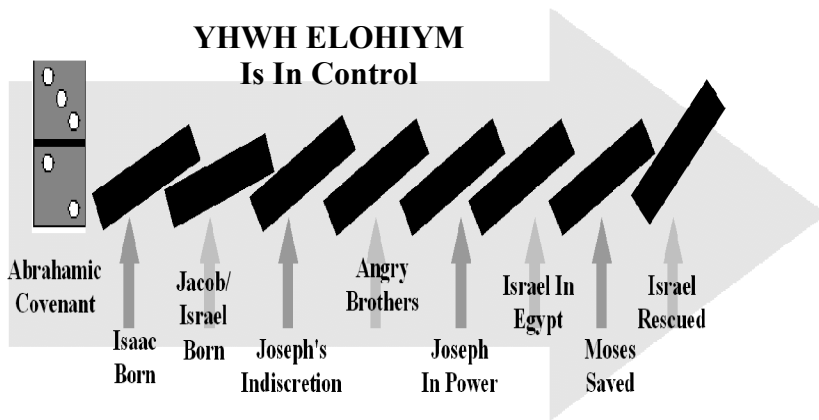 YHWH ELOHIYM
Is In Control
Abrahamic
Covenant
Isaac
Born
Jacob/
Israel
Born
Joseph's
Indiscretion
Angry
Brothers
Joseph
In Power
Israel In
Egypt
Moses
Saved
Israel
Rescued